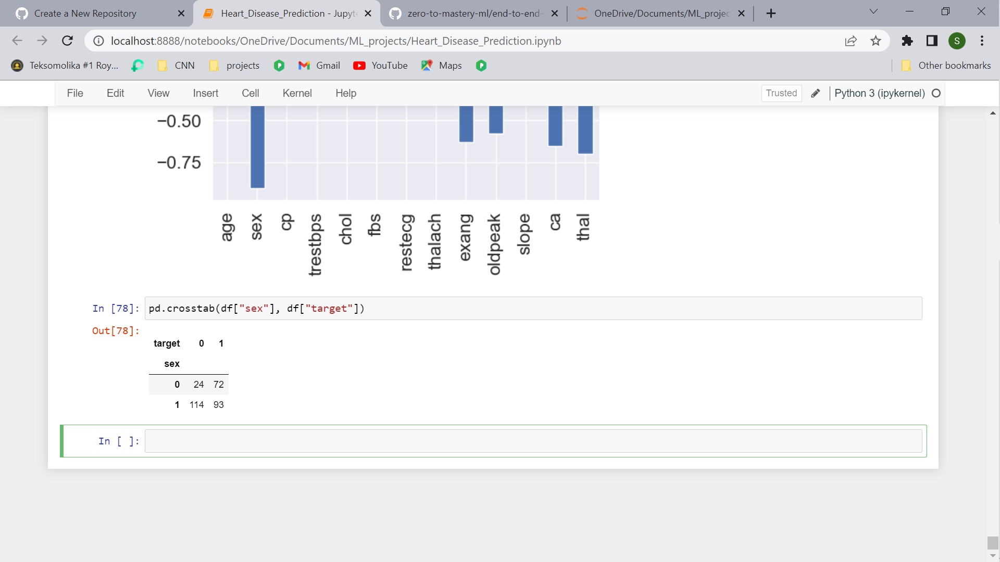 Create a New Repository
Heart_Disease_Prediction - Jupyte
zero-to-mastery-ml/end-to-end-
OneDrive/Documents/ML_projec
localhost:8888/notebooks/OneDrive/Documents/ML_projects/Heart_Disease_Prediction.ipynb
S
Teksomolika #1 Roy...
CNN
projects
Gmail
YouTube
Maps
Other bookmarks
File Edit View Insert Cell Kernel Help
Trusted
Python 3 (ipykernel)
−0.50
−0.75
age sex cp trestbps chol fbs restecg thalach exang oldpeak slope ca thal
In [78]: pd.crosstab(df["sex"], df["target"])
Out[78]:
target 0 1
sex
0 24 72
1 114 93
In [ ]: